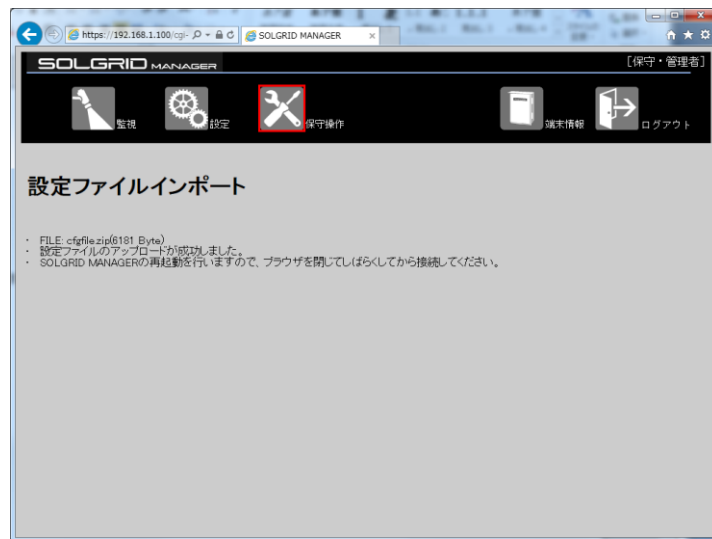 https://192.168.1.100/cgi-
SOLGRID MANAGER
SOLGRID MANAGER
[保守・管理者]
監視
設定
保守操作
端末情報
ログアウト
設定ファイルインポート
・ FILE: cfgfile.zip(6181 Byte)
・ 設定ファイルのアップロードが成功しました。
・ SOLGRID MANAGERの再起動を行いますので、ブラウザを閉じてしばらくしてから接続してください。